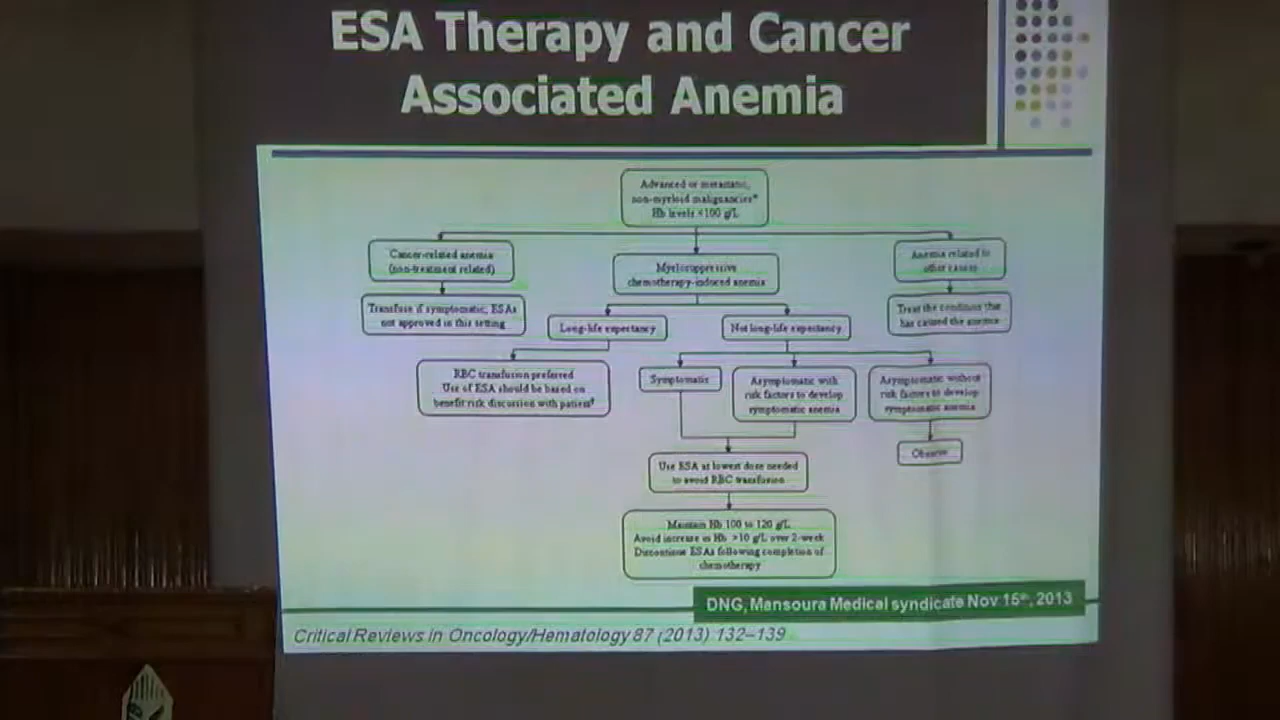 ESA Therapy and Cancer
Associated Anemia
Advanced or metastatic,
non-myeloid malignancies*
Hb levels <100 g/L
Cancer-related anemia
(non-treatment related)
Myelosuppressive
chemotherapy-induced anemia
Anemia related to
other causes
Transfuse if symptomatic; ESAs
not approved in this setting
Long-life expectancy
Not long-life expectancy
Treat the condition that
has caused the anemia
RBC transfusion preferred
Use of ESA should be based on
benefit risk discussion with patient†
Symptomatic
Asymptomatic with
risk factors to develop
symptomatic anemia
Asymptomatic without
risk factors to develop
symptomatic anemia
Observe
Use ESA at lowest dose needed
to avoid RBC transfusion
Maintain Hb 100 to 120 g/L
Avoid increase in Hb >10 g/L over 2-week
Discontinue ESAs following completion of
chemotherapy
DNG, Mansoura Medical syndicate Nov 15th, 2013
Critical Reviews in Oncology/Hematology 87 (2013) 132–139